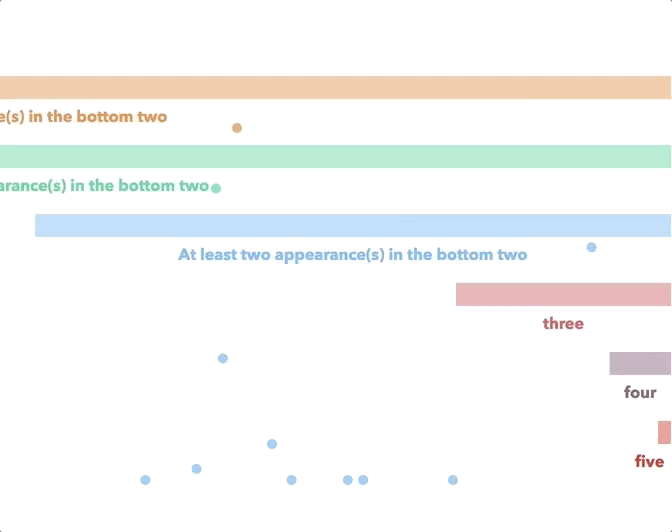 e(s) in the bottom two
arance(s) in the bottom two
At least two appearance(s) in the bottom two
three
four
five